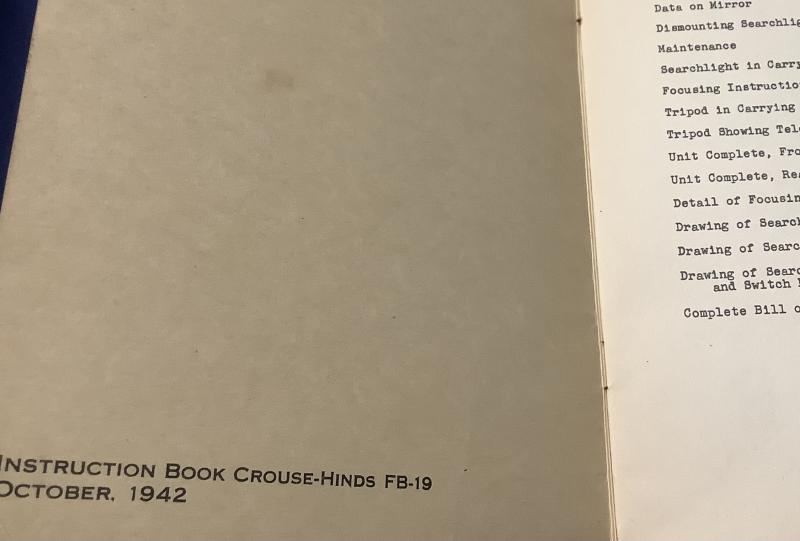 INSTRUCTION BOOK CROUSE-HINDS FB-19
OCTOBER, 1942
Data on Mirror
Dismounting
Maintenance
Searchlight in
Focusing
Tripod in Carrying
Tripod Showing
Unit Complete,
Unit Complete,
Detail of
Drawing of
Drawing of
Drawing of
and Switch
Complete Bill